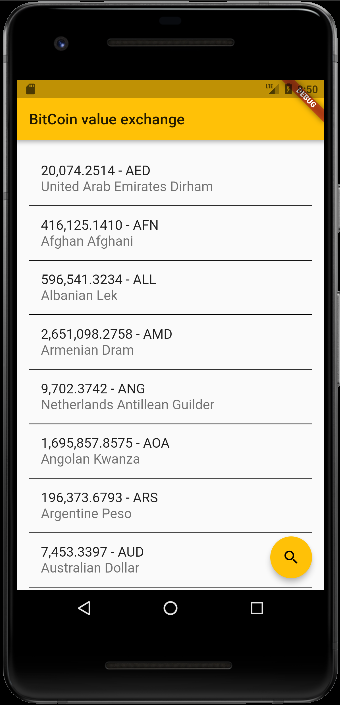 LTE 8:50
DEBUG
BitCoin value exchange
20,074.2514 - AED
United Arab Emirates Dirham
416,125.1410 - AFN
Afghan Afghani
596,541.3234 - ALL
Albanian Lek
2,651,098.2758 - AMD
Armenian Dram
9,702.3742 - ANG
Netherlands Antillean Guilder
1,695,857.8575 - AOA
Angolan Kwanza
196,373.6793 - ARS
Argentine Peso
7,453.3397 - AUD
Australian Dollar